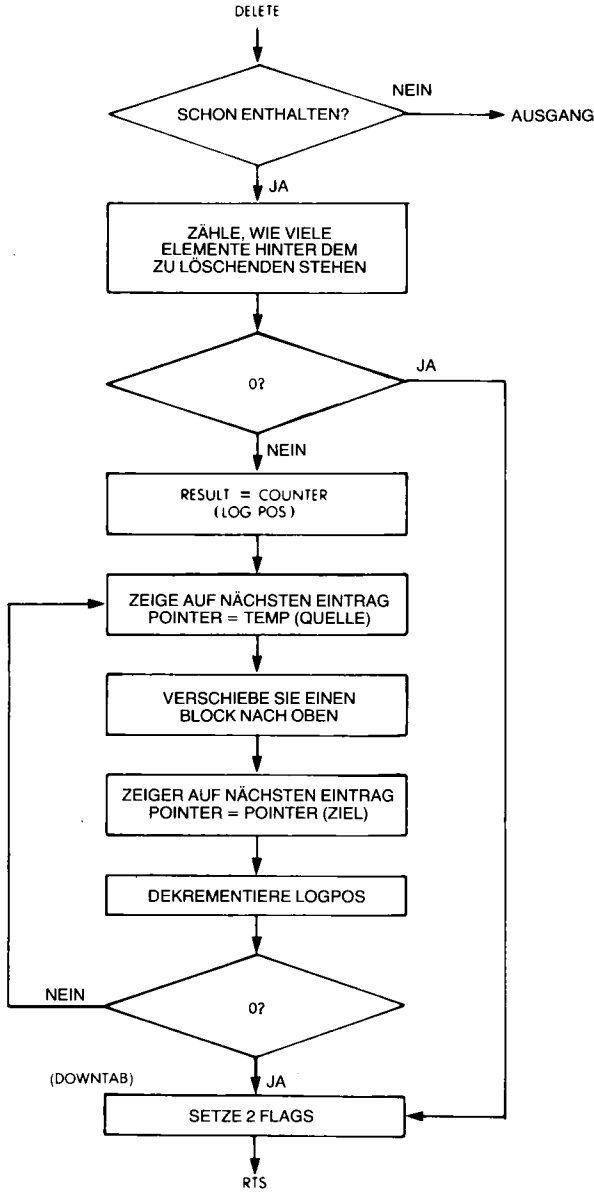 DELETE
SCHON ENTHALTEN?
NEIN
AUSGANG
JA
ZÄHLE, WIE VIELE
ELEMENTE HINTER DEM
ZU LÖSCHENDEN STEHEN
0?
JA
NEIN
RESULT = COUNTER
(LOG POS)
ZEIGE AUF NÄCHSTEN EINTRAG
POINTER = TEMP (QUELLE)
VERSCHIEBE SIE EINEN
BLOCK NACH OBEN
ZEIGER AUF NÄCHSTEN EINTRAG
POINTER = POINTER (ZIEL)
DEKREMENTIERE LOGPOS
NEIN
0?
(DOWNTAB)
JA
SETZE 2 FLAGS
RTS